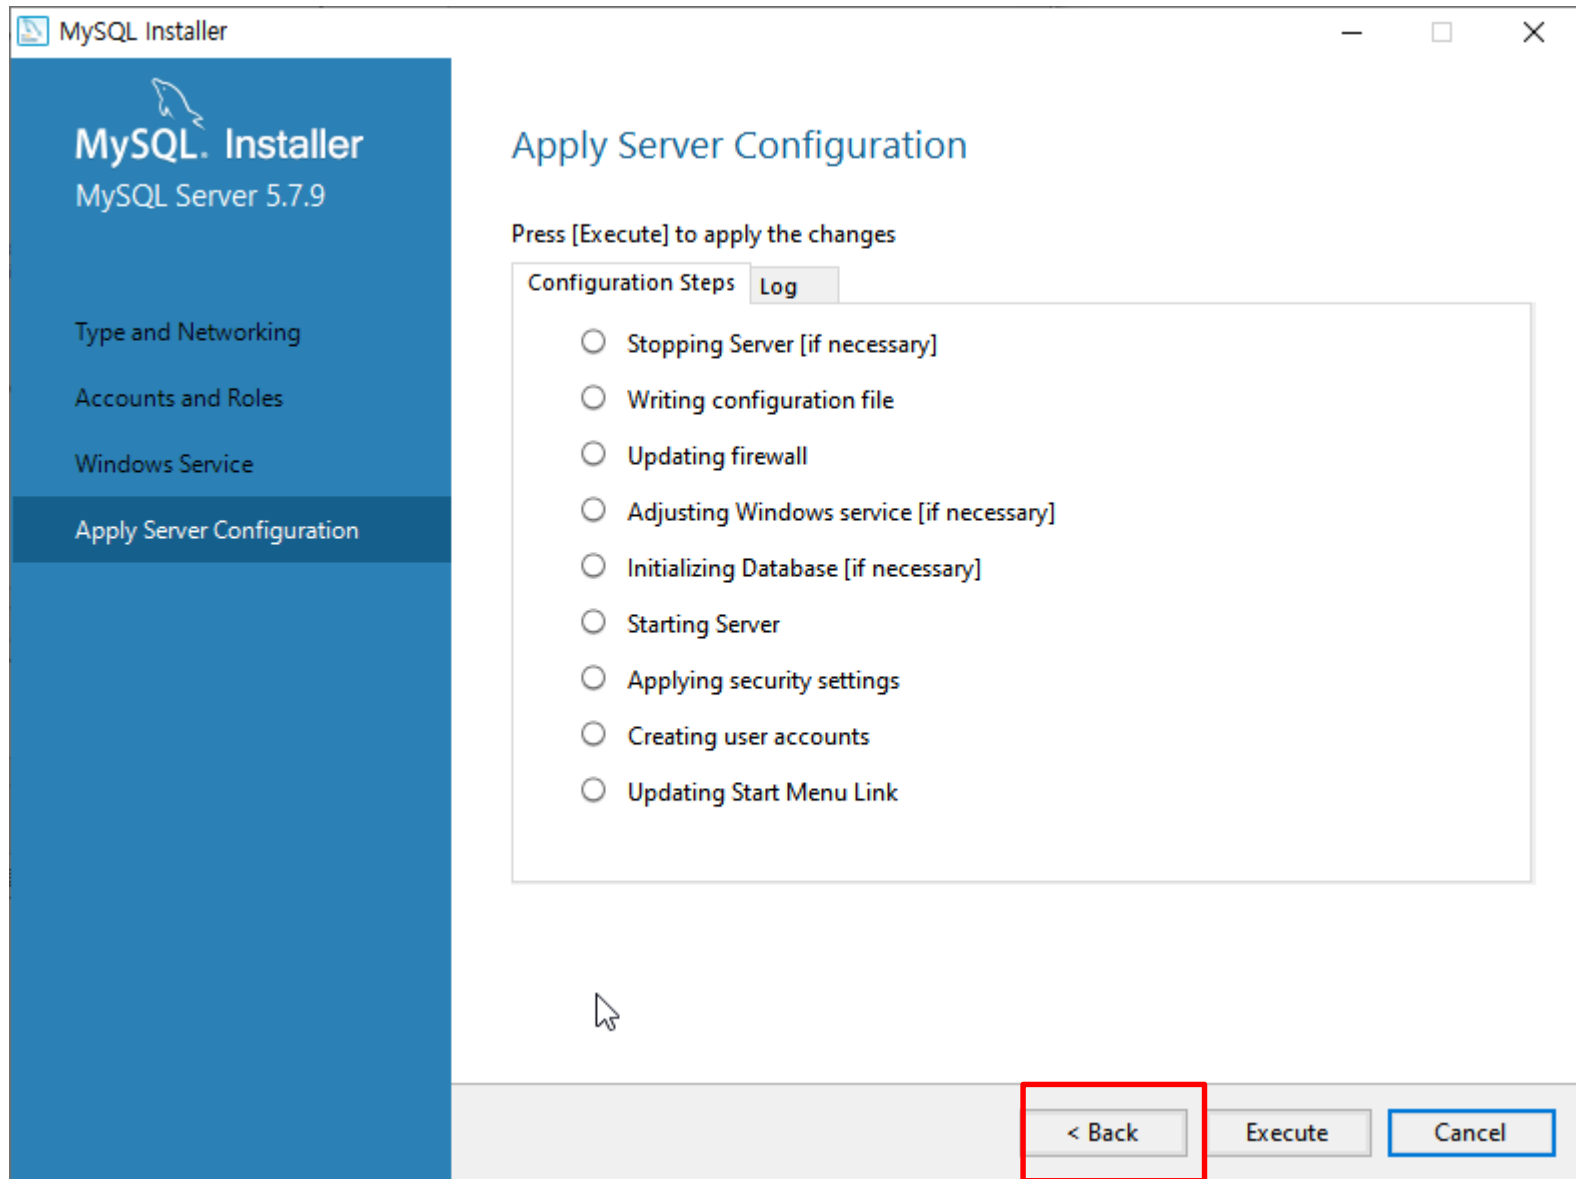 MySQL Installer
MySQL. Installer
MySQL Server 5.7.9
Type and Networking
Accounts and Roles
Windows Service
Apply Server Configuration
Apply Server Configuration
Press [Execute] to apply the changes
Configuration Steps
Log
Stopping Server [if necessary]
Writing configuration file
Updating firewall
Adjusting Windows service [if necessary]
Initializing Database [if necessary]
Starting Server
Applying security settings
Creating user accounts
Updating Start Menu Link
< Back
Execute
Cancel